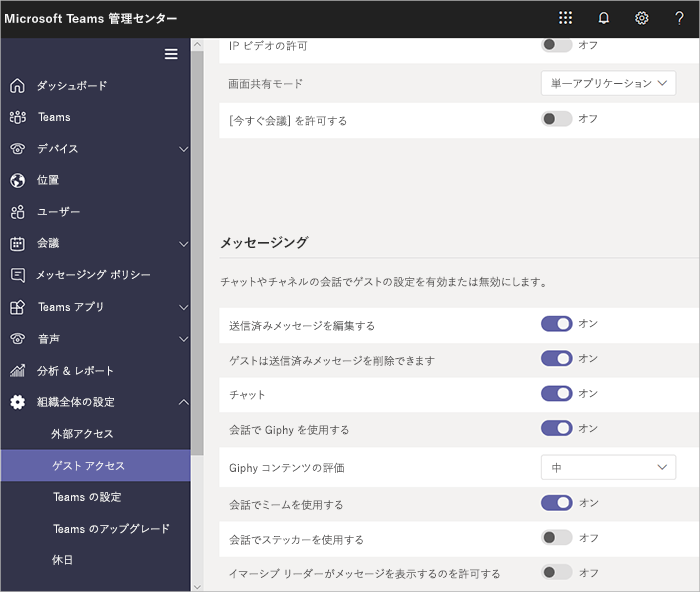 Microsoft Teams 管理センター
ダッシュボード
Teams
デバイス
位置
ユーザー
会議
メッセージング ポリシー
Teams アプリ
音声
分析 & レポート
組織全体の設定
外部アクセス
ゲスト アクセス
Teams の設定
Teams のアップグレード
休日
IP ビデオの許可 オフ
画面共有モード 単一アプリケーション
[今すぐ会議] を許可する オフ
メッセージング
チャットやチャネルの会話でゲストの設定を有効または無効にします。
送信済みメッセージを編集する オン
ゲストは送信済みメッセージを削除できます オン
チャット オン
会話で Giphy を使用する オン
Giphy コンテンツの評価 中
会話でミームを使用する オン
会話でステッカーを使用する オフ
イマーシブ リーダーがメッセージを表示するのを許可する オフ